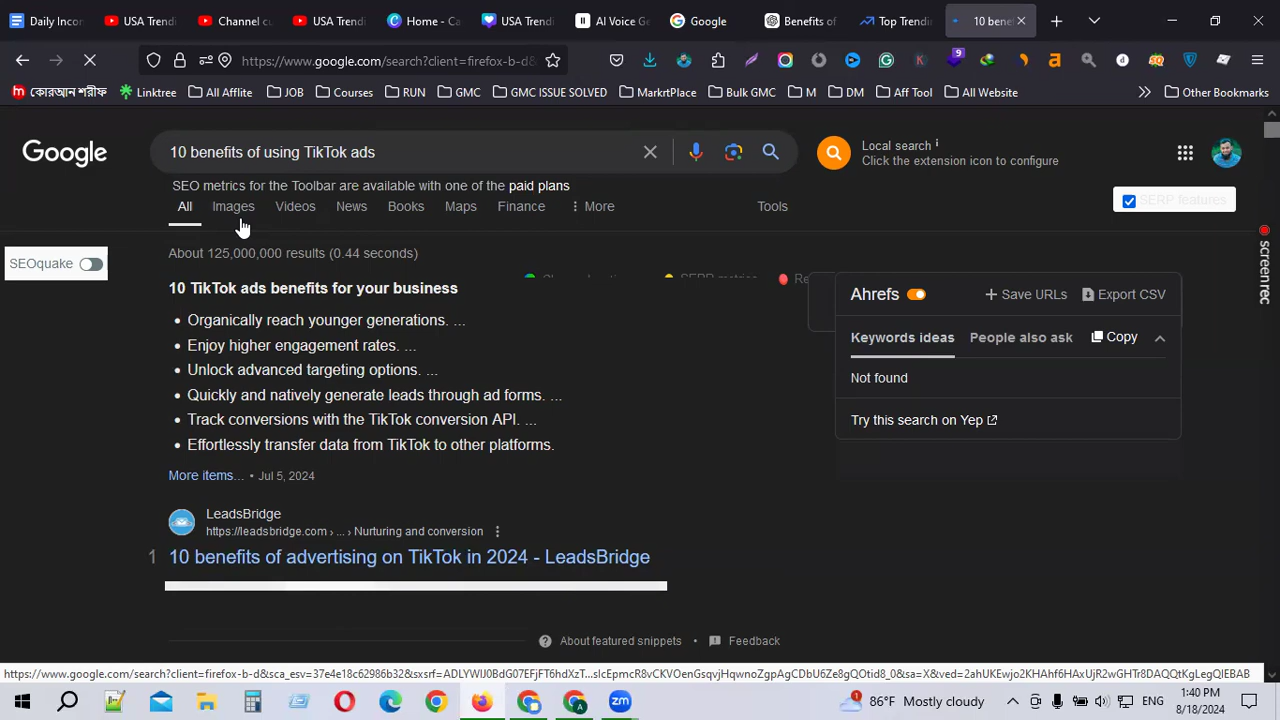 Daily Incom
USA Trendi
Channel cu
USA Trendi
Home - Ca
USA Trendi
AI Voice Ge
Google
Benefits of
Top Trendin
10 bene
https://www.google.com/search?client=firefox-b-d&
9
কোরআন শরীফ
Linktree
All Afflite
JOB
Courses
RUN
GMC
GMC ISSUE SOLVED
MarkrtPlace
Bulk GMC
M
DM
Aff Tool
All Website
Other Bookmarks
Google
10 benefits of using TikTok ads
Local search i
Click the extension icon to configure
SEO metrics for the Toolbar are available with one of the paid plans
All
Images
Videos
News
Books
Maps
Finance
More
Tools
SERP features
About 125,000,000 results (0.44 seconds)
SEOquake
10 TikTok ads benefits for your business
Organically reach younger generations. ...
Enjoy higher engagement rates. ...
Unlock advanced targeting options. ...
Quickly and natively generate leads through ad forms. ...
Track conversions with the TikTok conversion API. ...
Effortlessly transfer data from TikTok to other platforms.
More items... • Jul 5, 2024
Ahrefs
Save URLs
Export CSV
Keywords ideas
People also ask
Copy
Not found
Try this search on Yep
screenrec
LeadsBridge
https://leadsbridge.com › ... › Nurturing and conversion
1 10 benefits of advertising on TikTok in 2024 - LeadsBridge
About featured snippets • Feedback
86°F Mostly cloudy
ENG
1:40 PM
8/18/2024